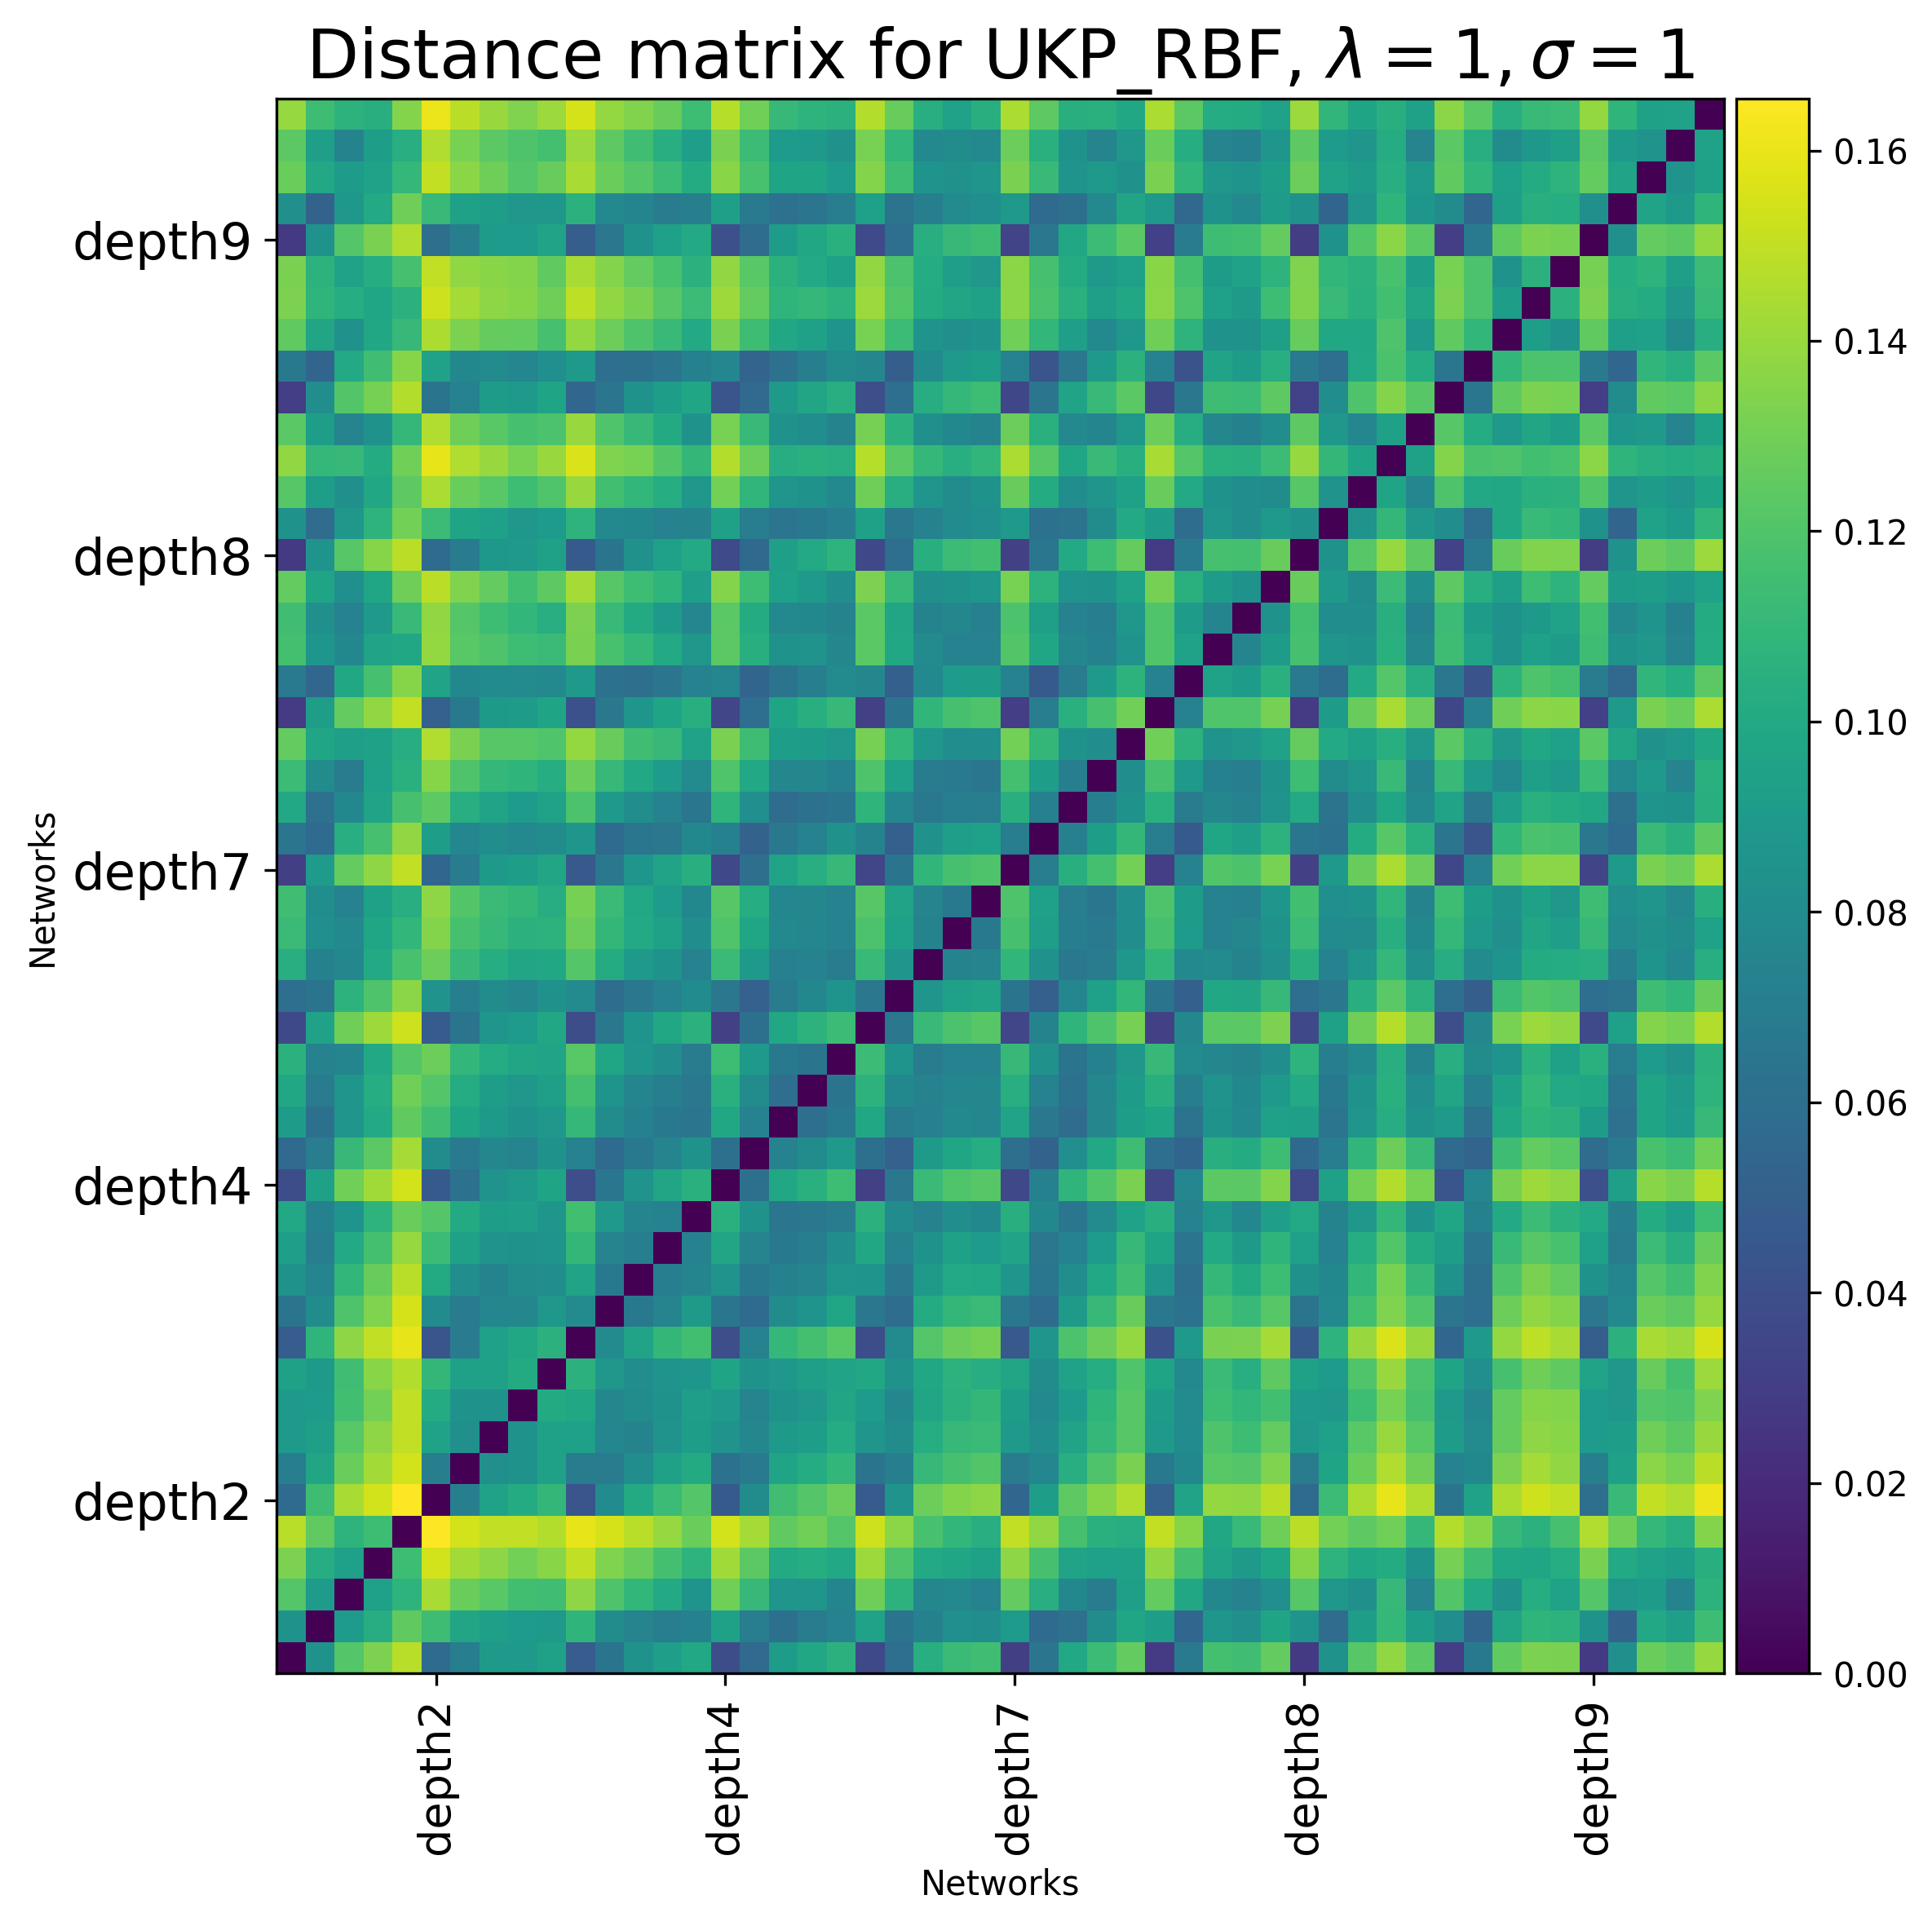 Distance matrix for UKP_RBF, λ = 1, σ = 1
depth9
depth8
depth7
depth4
depth2
Networks
depth2
depth4
depth7
depth8
depth9
Networks
0.16
0.14
0.12
0.10
0.08
0.06
0.04
0.02
0.00